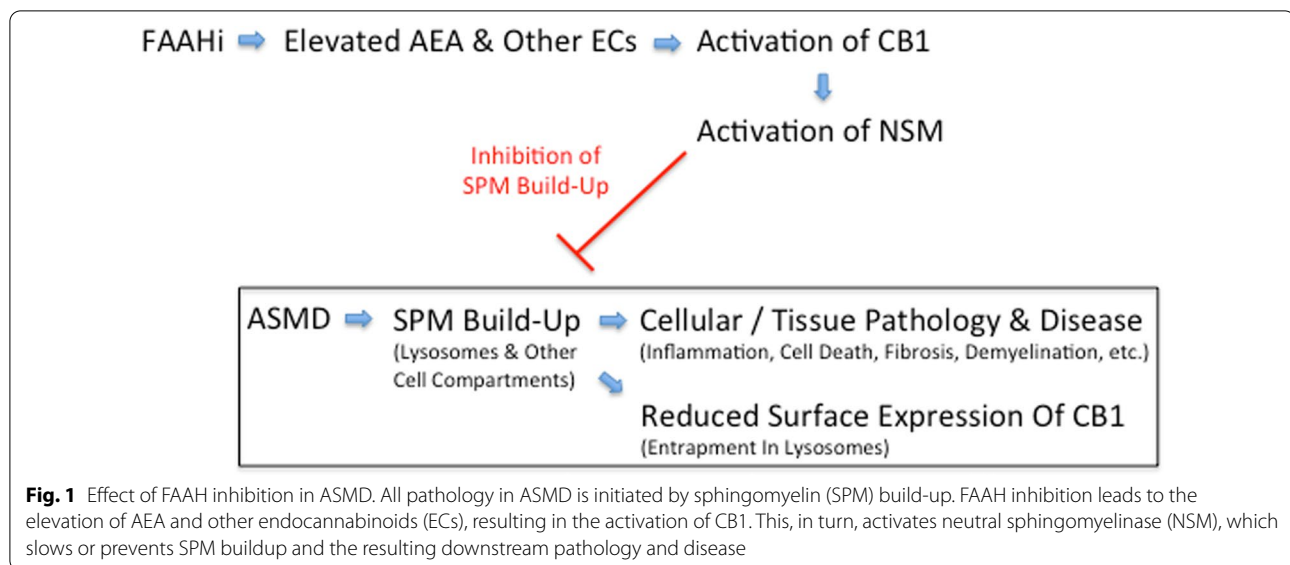 FAAHi Elevated AEA & Other ECs Activation of CB1
Activation of NSM
Inhibition of
SPM Build-Up
ASMD SPM Build-Up Cellular / Tissue Pathology & Disease
(Lysosomes & Other (Inflammation, Cell Death, Fibrosis, Demyelination, etc.)
Cell Compartments)
Reduced Surface Expression Of CB1
(Entrapment In Lysosomes)
Fig. 1 Effect of FAAH inhibition in ASMD. All pathology in ASMD is initiated by sphingomyelin (SPM) build-up. FAAH inhibition leads to the
elevation of AEA and other endocannabinoids (ECs), resulting in the activation of CB1. This, in turn, activates neutral sphingomyelinase (NSM), which
slows or prevents SPM buildup and the resulting downstream pathology and disease